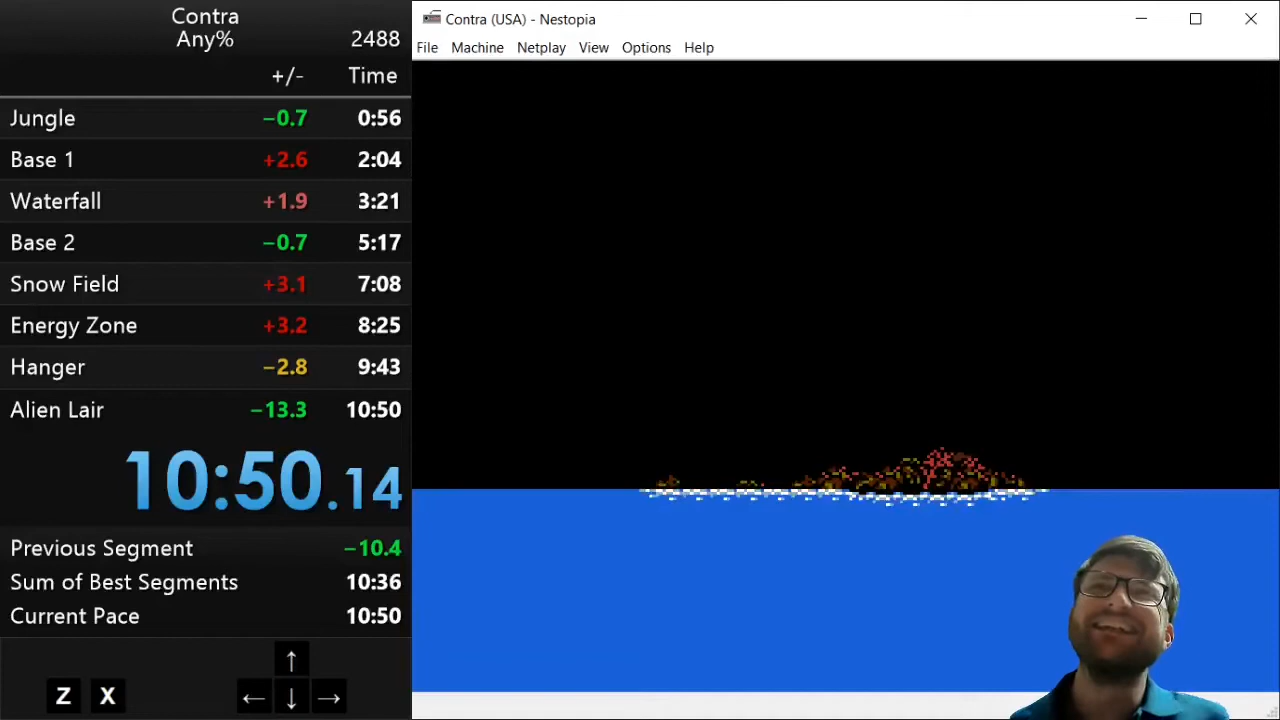 Contra
Any% 2488
+/- Time
Jungle −0.7 0:56
Base 1 +2.6 2:04
Waterfall +1.9 3:21
Base 2 −0.7 5:17
Snow Field +3.1 7:08
Energy Zone +3.2 8:25
Hanger −2.8 9:43
Alien Lair −13.3 10:50
10:50.14
Previous Segment −10.4
Sum of Best Segments 10:36
Current Pace 10:50
↑
Z X ← ↓ →
Contra (USA) - Nestopia
File Machine Netplay View Options Help